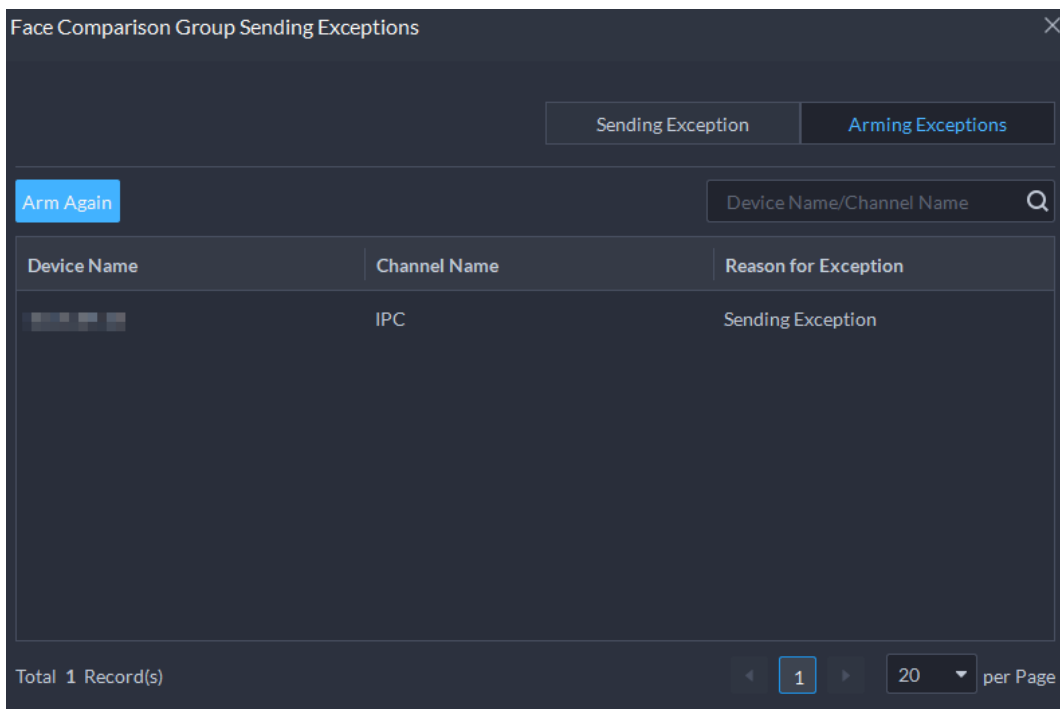 Face Comparison Group Sending Exceptions
Sending Exception Arming Exceptions
Arm Again Device Name/Channel Name
Device Name Channel Name Reason for Exception
IPC Sending Exception
Total 1 Record(s) 1 20 per Page